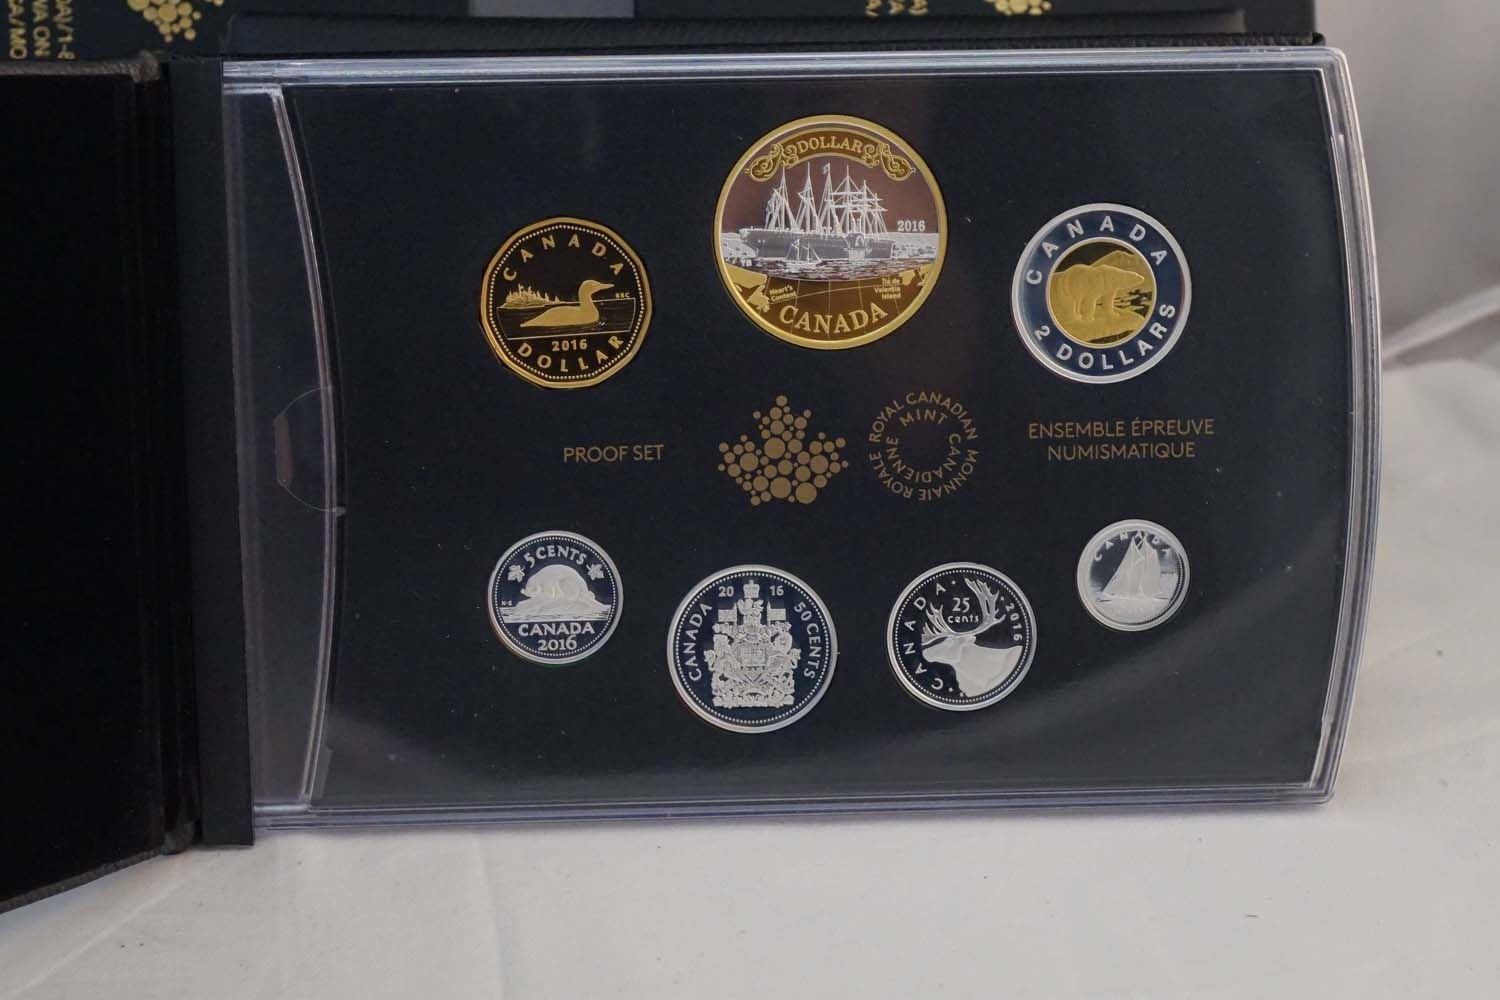 DOLLAR
2016
Heart's
Content
Île de
Valentia
Island
CANADA
CANADA
KRC
2016
DOLLAR
CANADA
2 DOLLARS
PROOF SET
ROYAL CANADIAN MINT
MONNAIE ROYALE CANADIENNE
ENSEMBLE ÉPREUVE
NUMISMATIQUE
5 CENTS
CANADA
2016
CANADA
20 16
50 CENTS
CANADA
25
cents
2016
CANADA